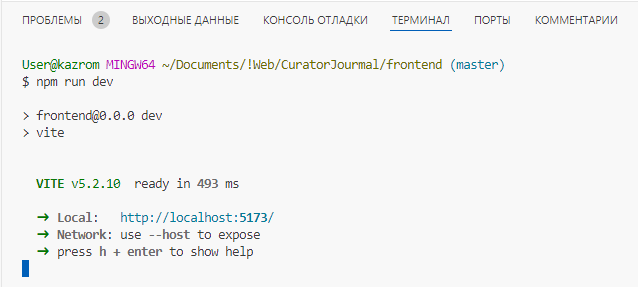 ПРОБЛЕМЫ 2 ВЫХОДНЫЕ ДАННЫЕ КОНСОЛЬ ОТЛАДКИ ТЕРМИНАЛ ПОРТЫ КОММЕНТАРИИ
User@kazrom MINGW64 ~/Documents/!Web/CuratorJourmal/frontend (master)
$ npm run dev
> frontend@0.0.0 dev
> vite
VITE v5.2.10 ready in 493 ms
➜ Local: http://localhost:5173/
➜ Network: use --host to expose
➜ press h + enter to show help